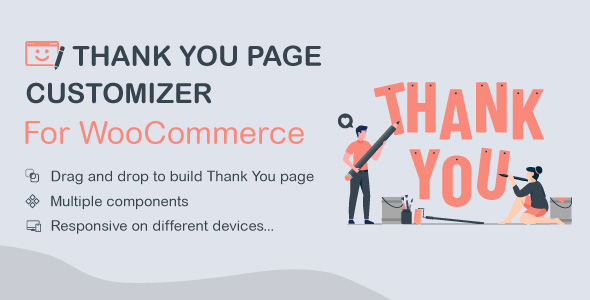 THANK YOU PAGE
CUSTOMIZER
For WooCommerce
Drag and drop to build Thank You page
Multiple components
Responsive on different devices...
THANK
YOU